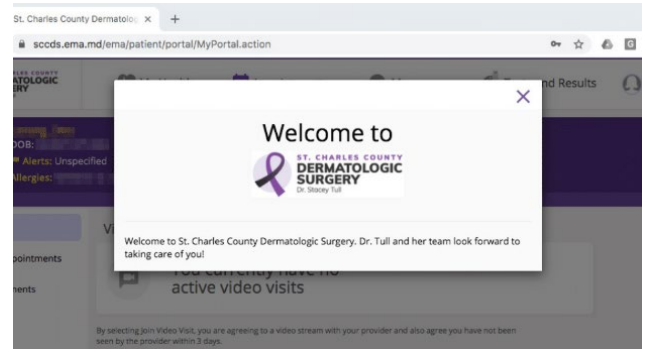 St. Charles County Dermatolog
sccds.ema.md/ema/patient/portal/MyPortal.action
nd Results
Welcome to
ST. CHARLES COUNTY
DERMATOLOGIC
SURGERY
Dr. Stacey Tull
DOB:
Alerts: Unspecified
Allergies:
Welcome to St. Charles County Dermatologic Surgery. Dr. Tull and her team look forward to
taking care of you!
You currently have no
active video visits
By selecting Join Video Visit, you are agreeing to a video stream with your provider and also agree you have not been
seen by the provider within 3 days.